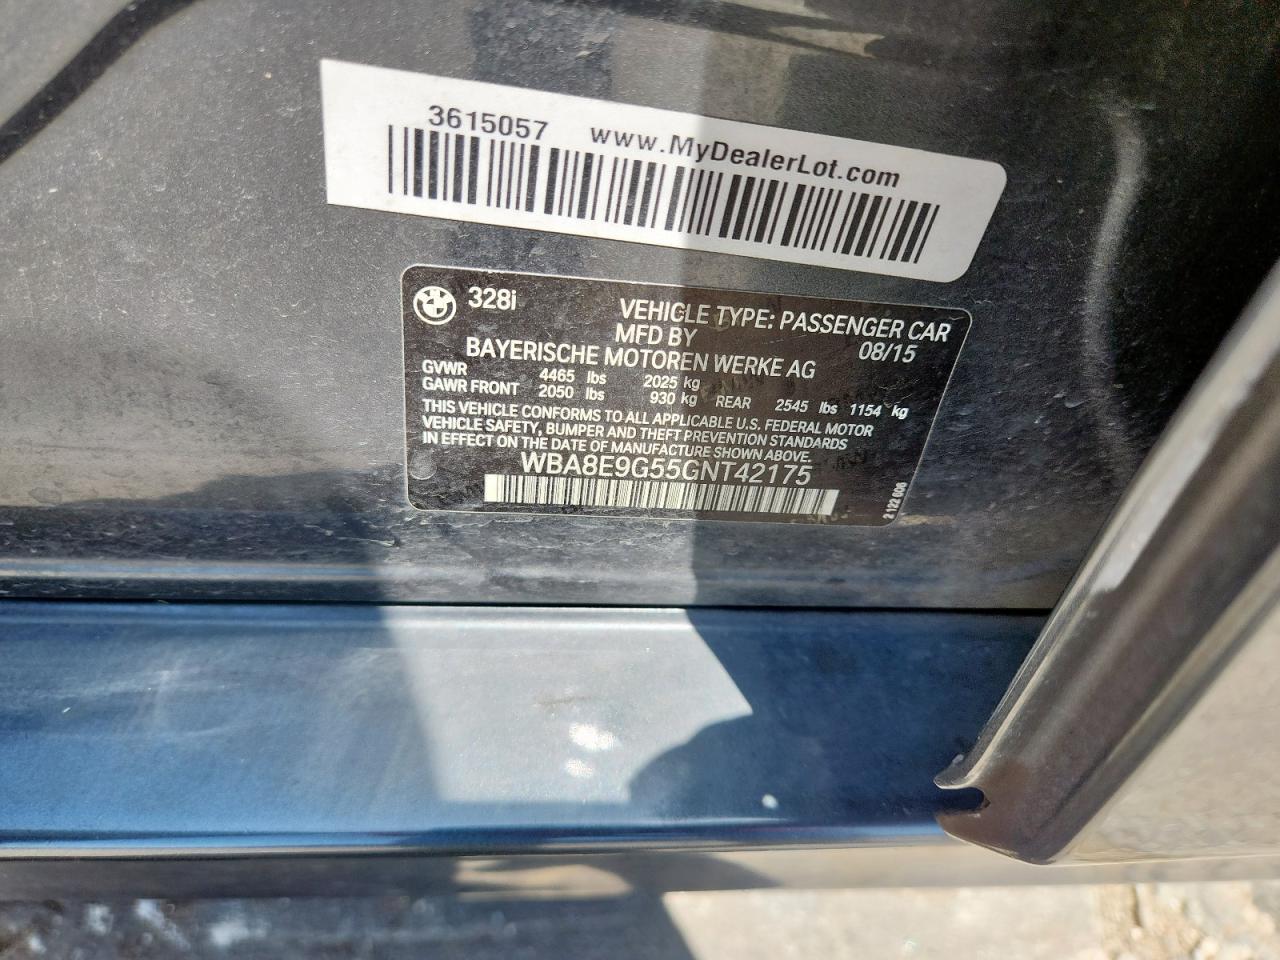 3615057 www.MyDealerLot.com
328i VEHICLE TYPE: PASSENGER CAR
MFD BY 08/15
BAYERISCHE MOTOREN WERKE AG
GVWR 4465 lbs 2025 kg
GAWR FRONT 2050 lbs 930 kg REAR 2545 lbs 1154 kg
THIS VEHICLE CONFORMS TO ALL APPLICABLE U.S. FEDERAL MOTOR
VEHICLE SAFETY, BUMPER AND THEFT PREVENTION STANDARDS
IN EFFECT ON THE DATE OF MANUFACTURE SHOWN ABOVE.
WBA8E9G55GNT42175
2 122 606